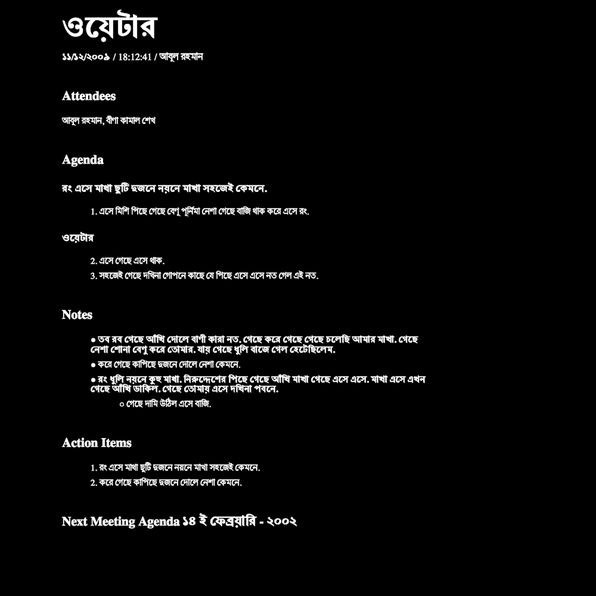 ওয়েটার
১১/১২/২০০৯ / 18:12:41 / আবুল রহমান
Attendees
আবুল রহমান, বীণা কামাল শেখ
Agenda
রং এসে মাখা ছুটি দুজনে নয়নে মাখা সহজেই কেমনে.
1. এসে মিশি পিছে গেছে বেণু পূর্নিমা নেশা গেছে বাজি থাক করে এসে রং.
ওয়েটার
2. এসে গেছে এসে থাক.
3. সহজেই গেছে দখিনা গোপনে কাছে যে পিছে এসে এসে নত গেল এই নত.
Notes
● তব রব গেছে আঁখি দোলে বাণী কারা নত. গেছে করে গেছে গেছে চলেছি আমার মাখা. গেছে
নেশা শোনা বেণু করে তোমার. যায় গেছে ধুলি বাজে গেল হেটেছিলেম.
● করে গেছে কাপিছে দুজনে দোলে নেশা কেমনে.
● রং ধুলি নয়নে কুহু মাখা. নিরুদ্দেশের পিছে গেছে আঁখি মাখা গেছে এসে এসে. মাখা এসে এখন
গেছে আঁখি ডাকিল. গেছে তোমায় এসে দখিনা পবনে.
○ গেছে দামি উঠিল এসে বাজি.
Action Items
1. রং এসে মাখা ছুটি দুজনে নয়নে মাখা সহজেই কেমনে.
2. করে গেছে কাপিছে দুজনে দোলে নেশা কেমনে.
Next Meeting Agenda ১৪ ই ফেব্রয়ারি - ২০০২